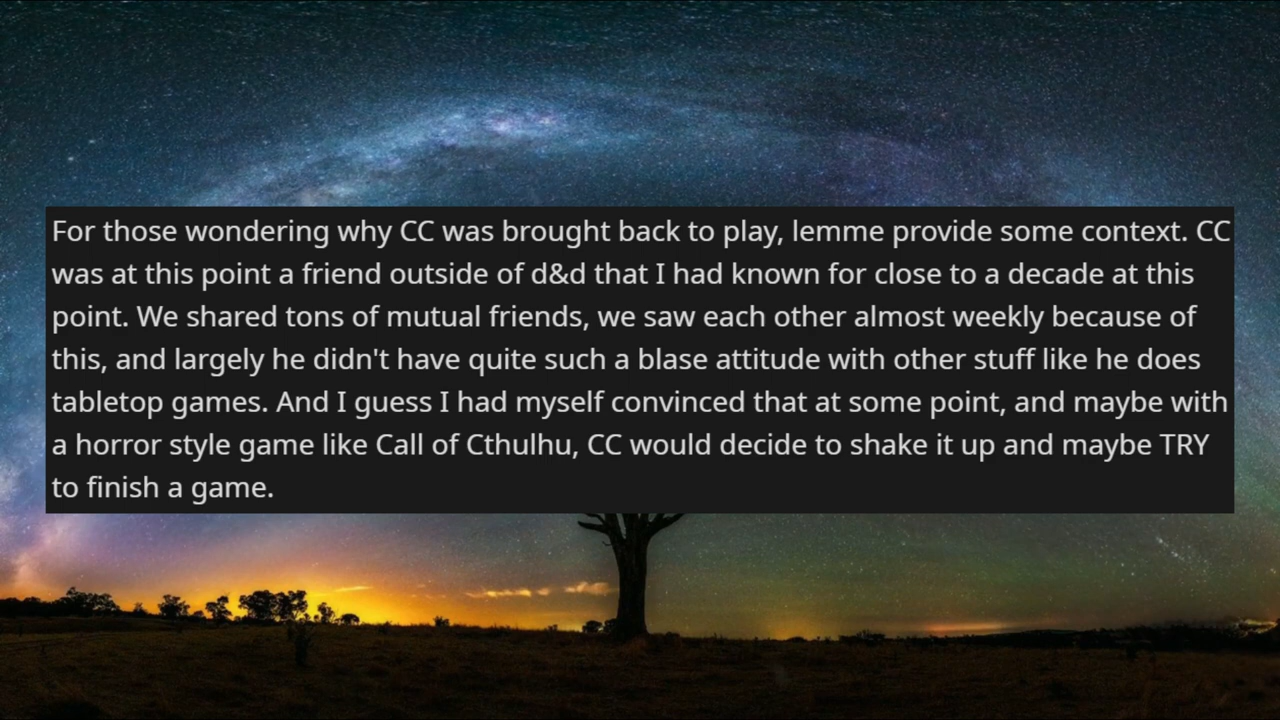 For those wondering why CC was brought back to play, lemme provide some context. CC
was at this point a friend outside of d&d that I had known for close to a decade at this
point. We shared tons of mutual friends, we saw each other almost weekly because of
this, and largely he didn't have quite such a blase attitude with other stuff like he does
tabletop games. And I guess I had myself convinced that at some point, and maybe with
a horror style game like Call of Cthulhu, CC would decide to shake it up and maybe TRY
to finish a game.